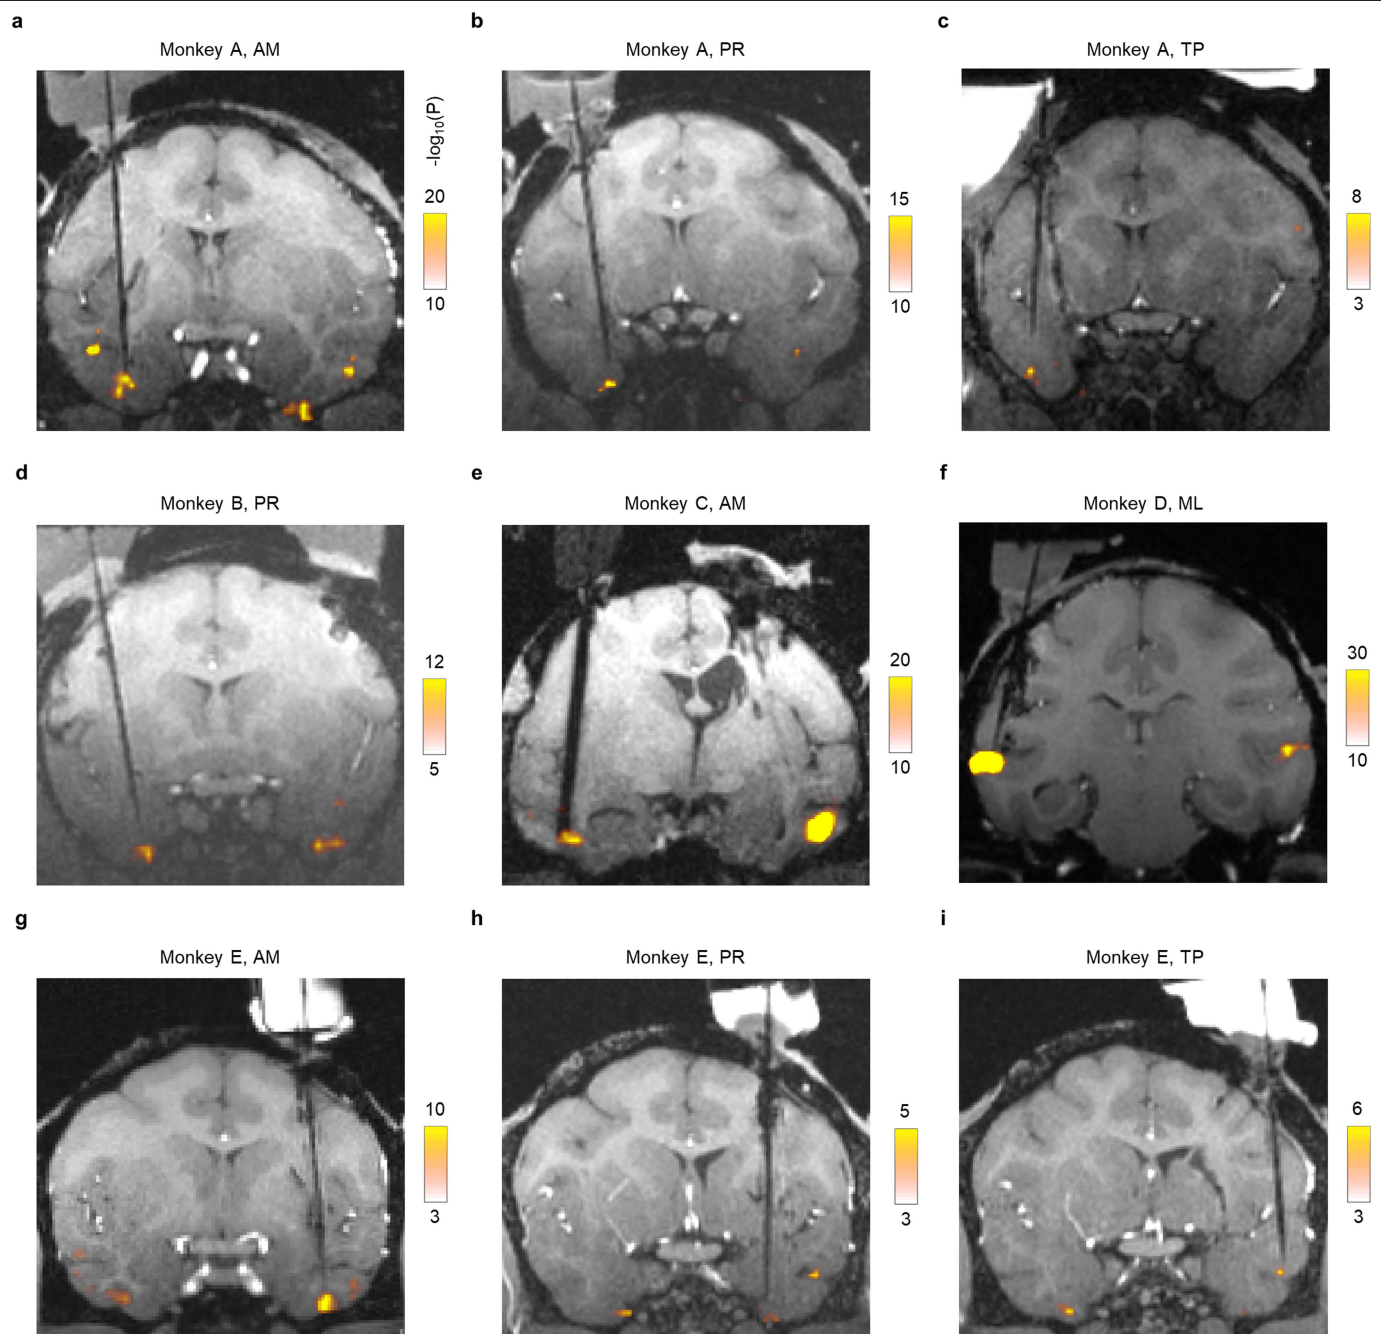 a
Monkey A, AM
-log10(P)
20
10
b
Monkey A, PR
15
10
c
Monkey A, TP
8
3
d
Monkey B, PR
12
5
e
Monkey C, AM
20
10
f
Monkey D, ML
30
10
g
Monkey E, AM
10
3
h
Monkey E, PR
5
3
i
Monkey E, TP
6
3